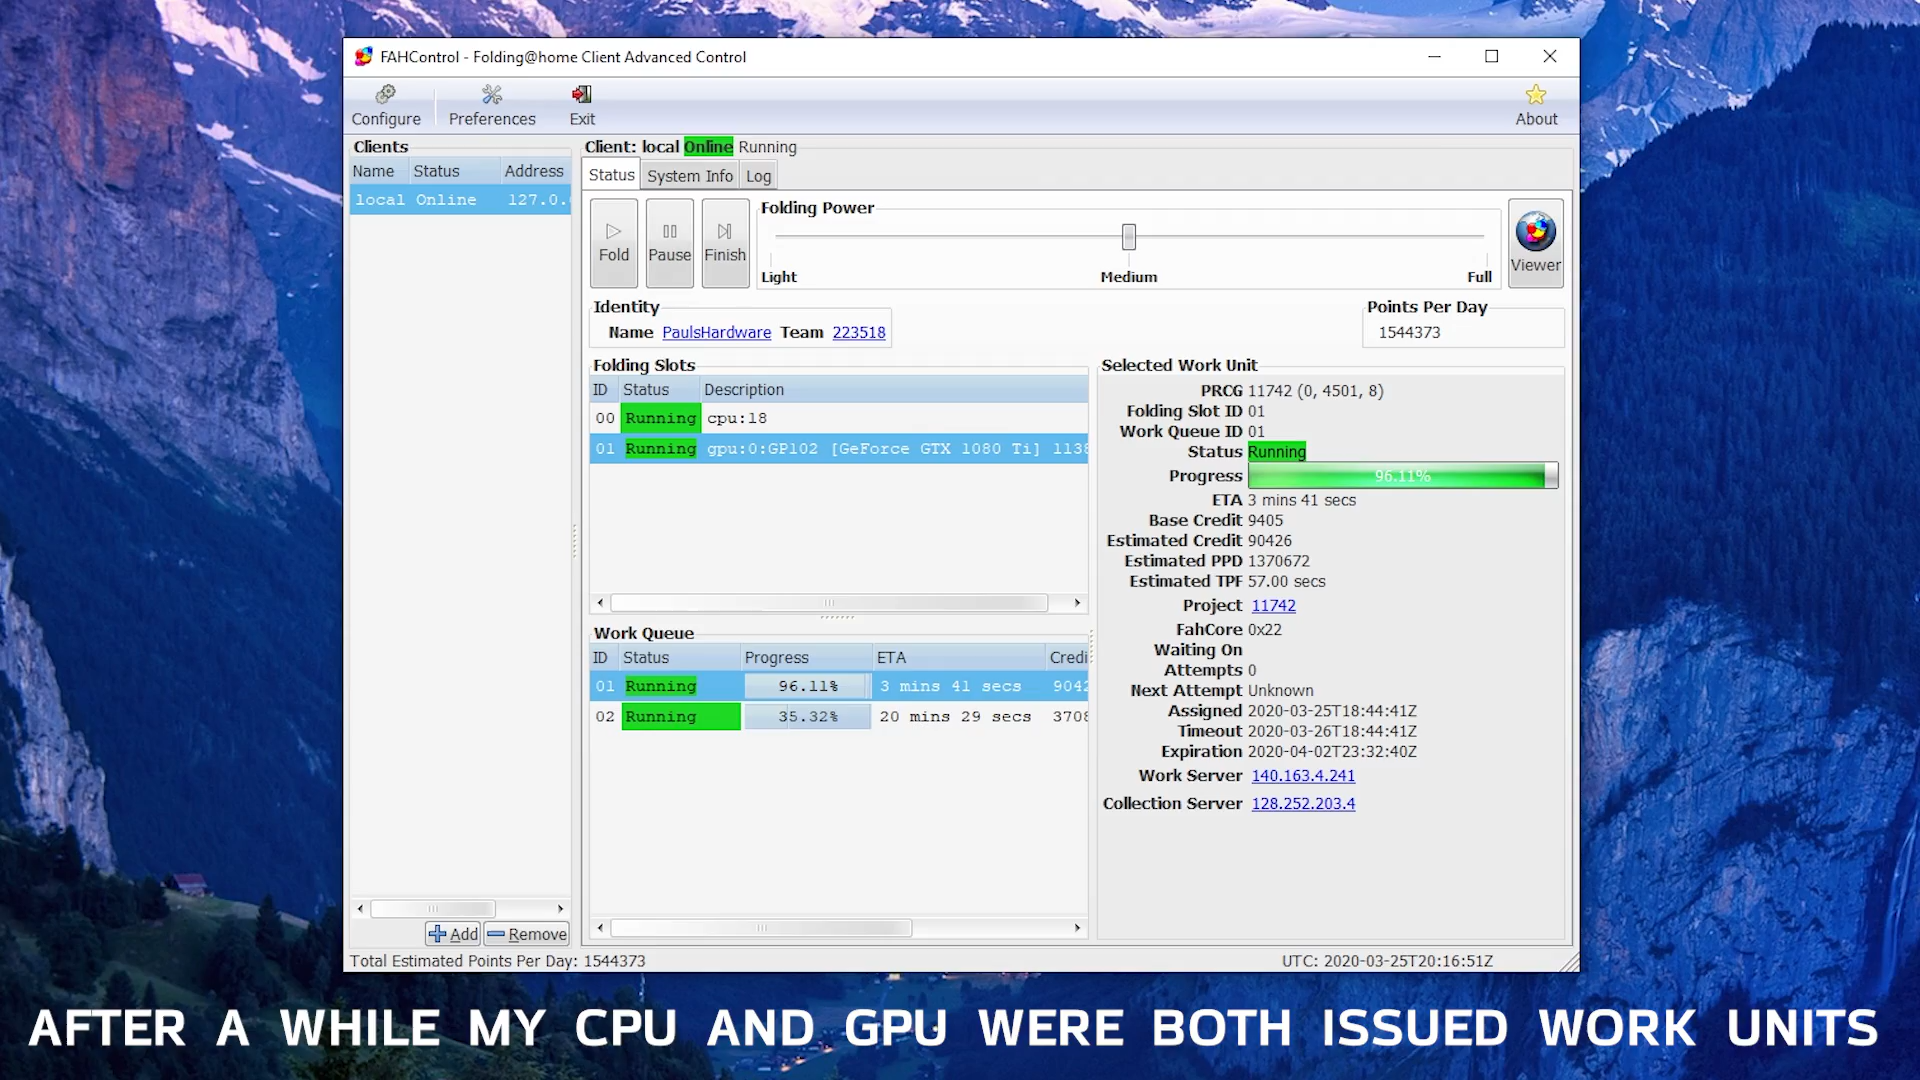 FAHControl - Folding@home Client Advanced Control
Configure Preferences Exit About
Clients
Name Status Address
local Online 127.0.
Add Remove
Client: local Online Running
Status System Info Log
Fold Pause Finish
Folding Power
Light Medium Full
Viewer
Identity
Name PaulsHardware Team 223518
Points Per Day
1544373
Folding Slots
ID Status Description
00 Running cpu:18
01 Running gpu:0:GP102 [GeForce GTX 1080 Ti] 1138
Work Queue
ID Status Progress ETA Credi
01 Running 96.11% 3 mins 41 secs 9042
02 Running 35.32% 20 mins 29 secs 3708
Selected Work Unit
PRCG 11742 (0, 4501, 8)
Folding Slot ID 01
Work Queue ID 01
Status Running
Progress 96.11%
ETA 3 mins 41 secs
Base Credit 9405
Estimated Credit 90426
Estimated PPD 1370672
Estimated TPF 57.00 secs
Project 11742
FahCore 0x22
Waiting On
Attempts 0
Next Attempt Unknown
Assigned 2020-03-25T18:44:41Z
Timeout 2020-03-26T18:44:41Z
Expiration 2020-04-02T23:32:40Z
Work Server 140.163.4.241
Collection Server 128.252.203.4
Total Estimated Points Per Day: 1544373 UTC: 2020-03-25T20:16:51Z
AFTER A WHILE MY CPU AND GPU WERE BOTH ISSUED WORK UNITS